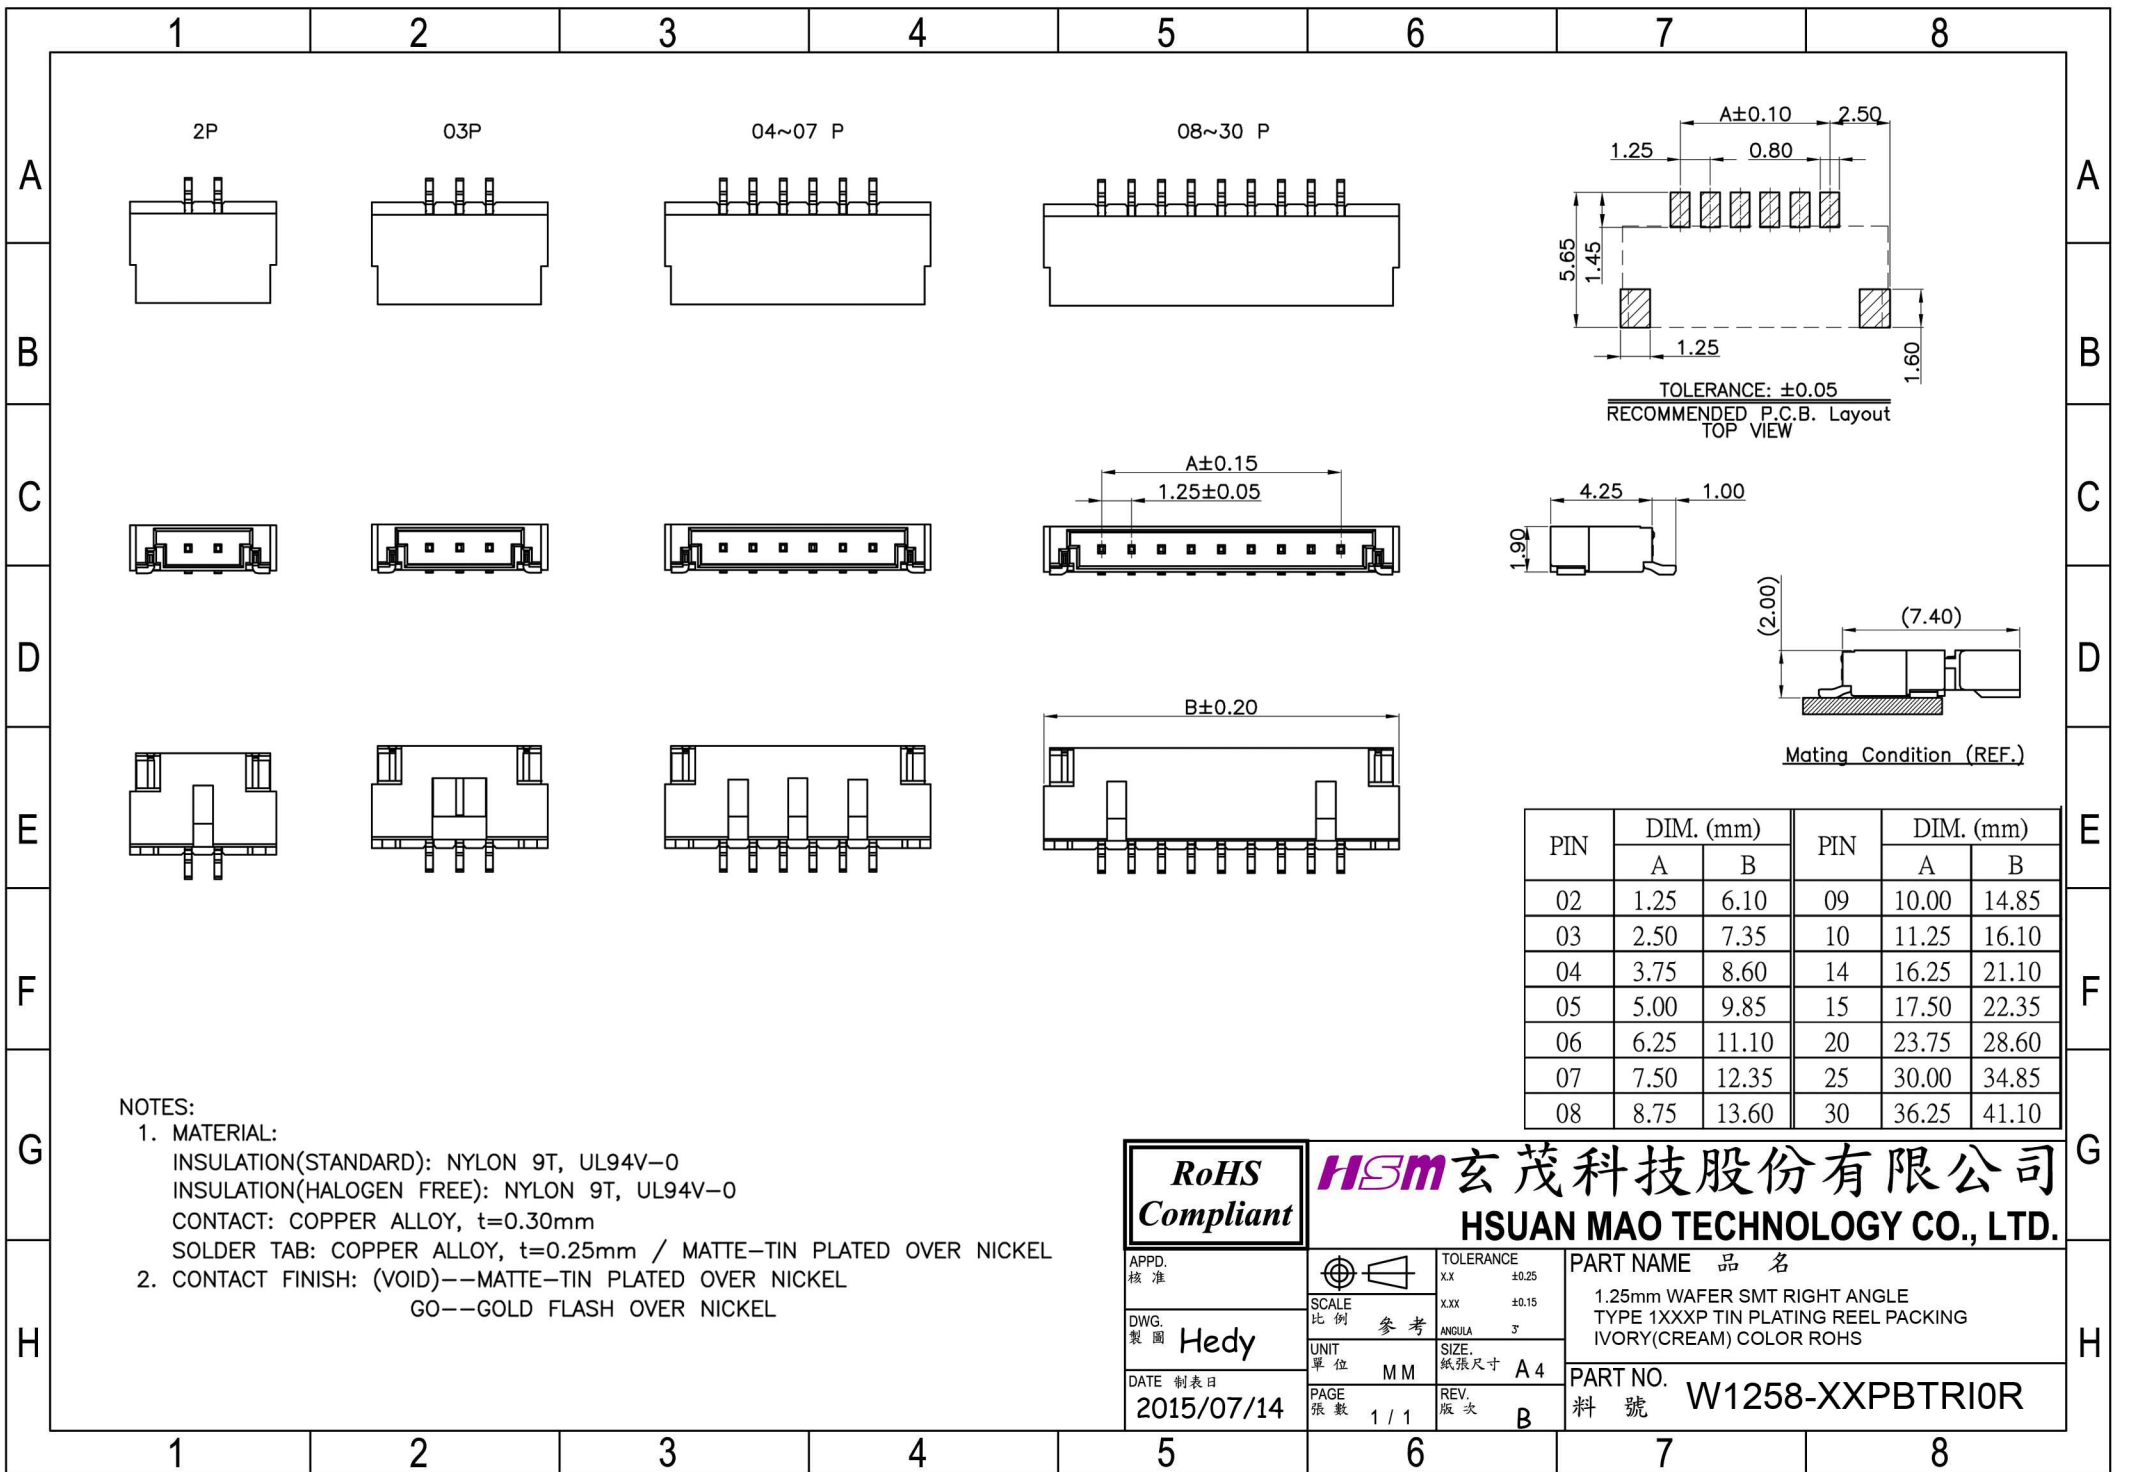 1 2 3 4 5 6 7 8
A
B
C
D
E
F
G
H
A
B
C
D
E
F
G
H
2P
03P
04~07 P
08~30 P
A±0.10
2.50
1.25
0.80
5.65
1.45
1.25
1.60
TOLERANCE: ±0.05
RECOMMENDED P.C.B. Layout
TOP VIEW
A±0.15
1.25±0.05
4.25
1.00
1.90
(2.00)
(7.40)
B±0.20
Mating Condition (REF.)
PIN DIM. (mm) PIN DIM. (mm)
A B A B
02 1.25 6.10 09 10.00 14.85
03 2.50 7.35 10 11.25 16.10
04 3.75 8.60 14 16.25 21.10
05 5.00 9.85 15 17.50 22.35
06 6.25 11.10 20 23.75 28.60
07 7.50 12.35 25 30.00 34.85
08 8.75 13.60 30 36.25 41.10
NOTES:
1. MATERIAL:
INSULATION(STANDARD): NYLON 9T, UL94V-0
INSULATION(HALOGEN FREE): NYLON 9T, UL94V-0
CONTACT: COPPER ALLOY, t=0.30mm
SOLDER TAB: COPPER ALLOY, t=0.25mm / MATTE-TIN PLATED OVER NICKEL
2. CONTACT FINISH: (VOID)--MATTE-TIN PLATED OVER NICKEL
GO--GOLD FLASH OVER NICKEL
RoHS
Compliant
HSM 玄茂科技股份有限公司
HSUAN MAO TECHNOLOGY CO., LTD.
APPD.
核 准
DWG.
製 圖 Hedy
DATE 制表日
2015/07/14
SCALE
比 例 參 考
UNIT
單 位 MM
PAGE
張 數 1 / 1
TOLERANCE
X.X ±0.25
X.XX ±0.15
ANGULA 3°
SIZE.
紙張尺寸 A4
REV.
版 次 B
PART NAME 品 名
1.25mm WAFER SMT RIGHT ANGLE
TYPE 1XXXP TIN PLATING REEL PACKING
IVORY(CREAM) COLOR ROHS
PART NO.
料 號 W1258-XXPBTRI0R
1 2 3 4 5 6 7 8